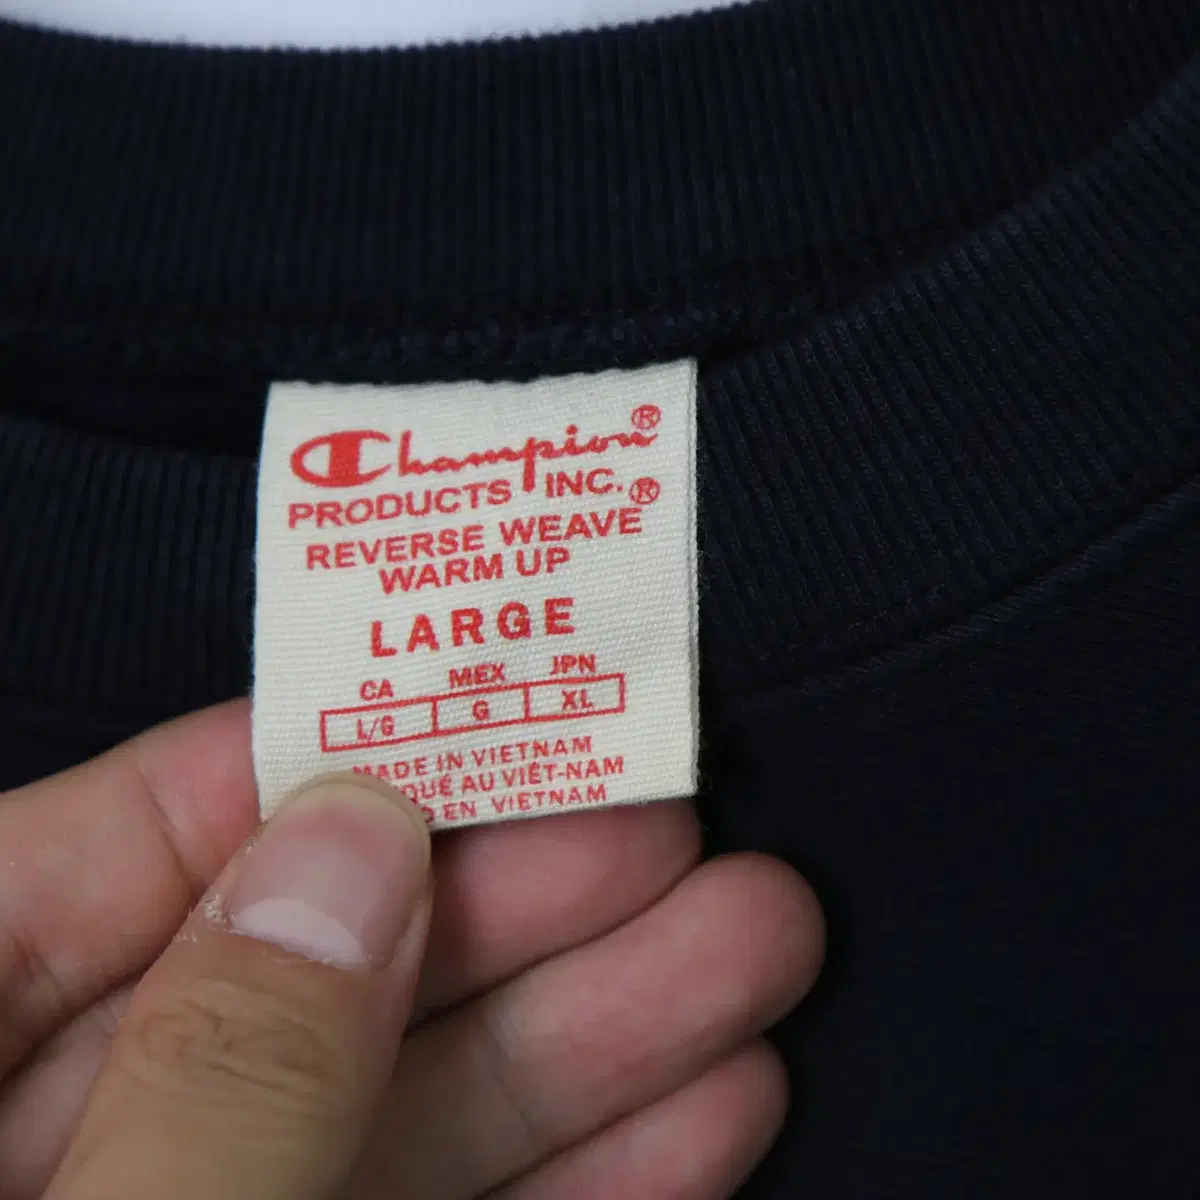 Champion®
PRODUCTS INC.
REVERSE WEAVE®
WARM UP
LARGE
CA MEX JPN
L/G G XL
MADE IN VIETNAM
AU VIÊT-NAM
EN VIETNAM